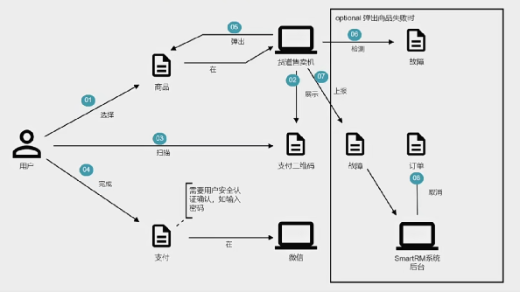 05
弹出
optional 弹出商品失败时
在
商品
货道售卖机
06
检测
故障
01
选择
02
展示
07
上报
03
扫描
用户
支付二维码
故障
订单
04
完成
需要用户安全认
证确认，如输入
密码
08
取消
支付
在
微信
SmartRM系统
后台